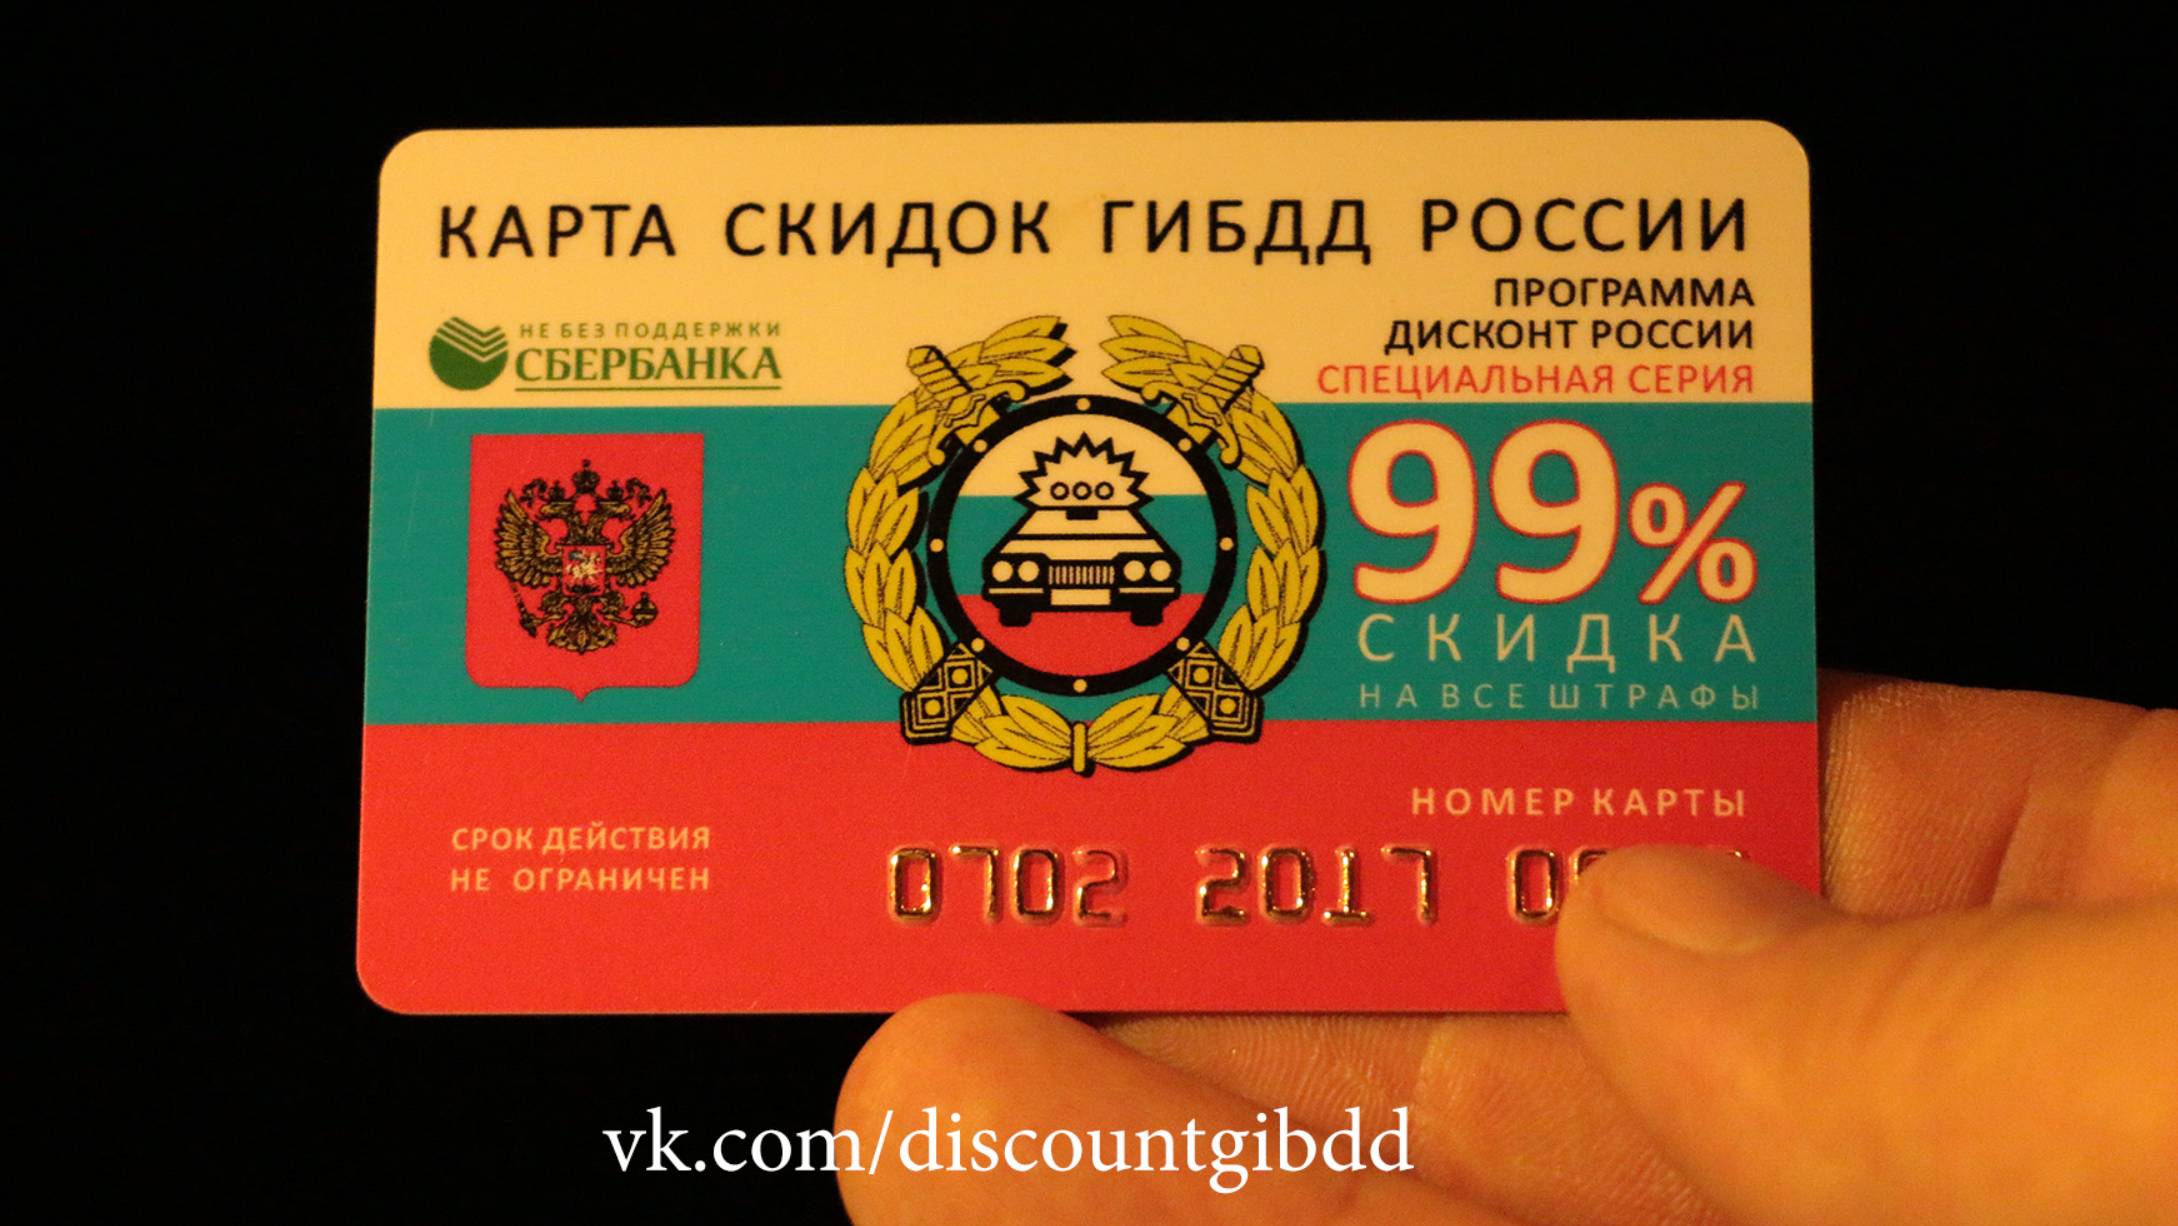 КАРТА СКИДОК ГИБДД РОССИИ
ПРОГРАММА
ДИСКОНТ РОССИИ
СПЕЦИАЛЬНАЯ СЕРИЯ
НЕ БЕЗ ПОДДЕРЖКИ
СБЕРБАНКА
99%
СКИДКА
НА ВСЕ ШТРАФЫ
НОМЕР КАРТЫ
СРОК ДЕЙСТВИЯ
НЕ ОГРАНИЧЕН
0702 2017
vk.com/discountgibdd